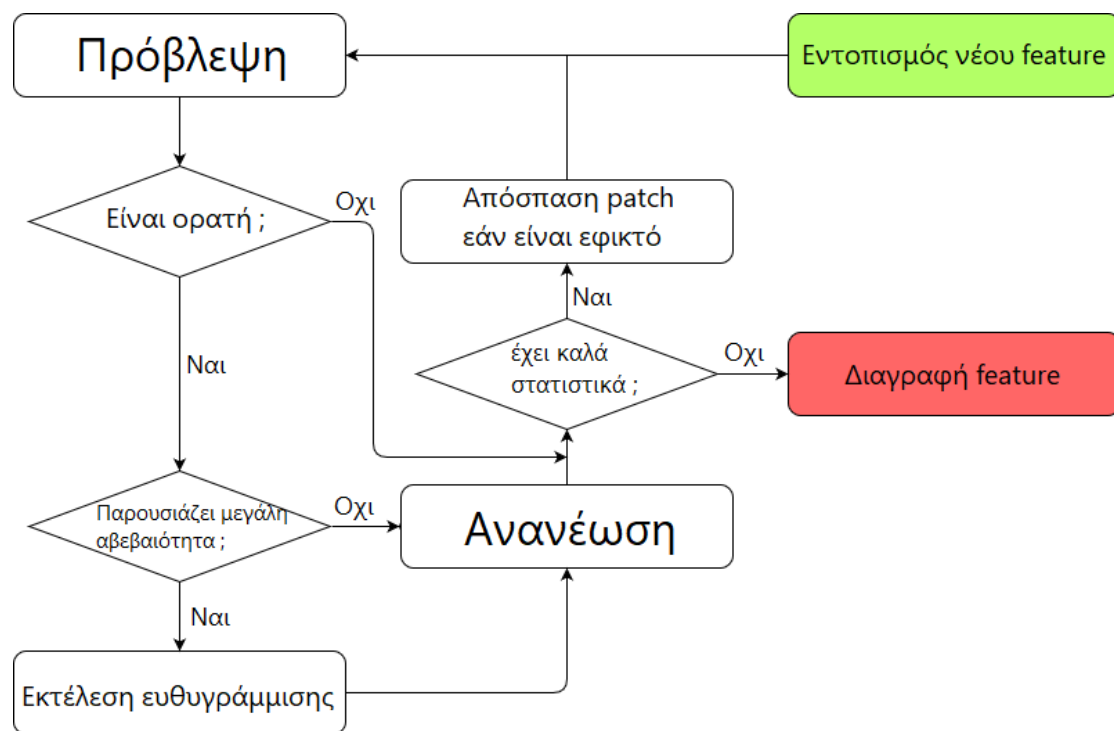 Πρόβλεψη
Εντοπισμός νέου feature
Είναι ορατή ;
Οχι
Απόσπαση patch
εάν είναι εφικτό
Ναι
Ναι
έχει καλά
στατιστικά ;
Οχι
Διαγραφή feature
Παρουσιάζει μεγάλη
αβεβαιότητα ;
Οχι
Ανανέωση
Ναι
Εκτέλεση ευθυγράμμισης